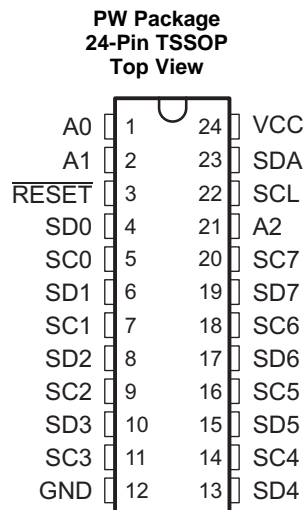 PW Package
24-Pin TSSOP
Top View
A0 1 24 VCC
A1 2 23 SDA
RESET 3 22 SCL
SD0 4 21 A2
SC0 5 20 SC7
SD1 6 19 SD7
SC1 7 18 SC6
SD2 8 17 SD6
SC2 9 16 SC5
SD3 10 15 SD5
SC3 11 14 SC4
GND 12 13 SD4